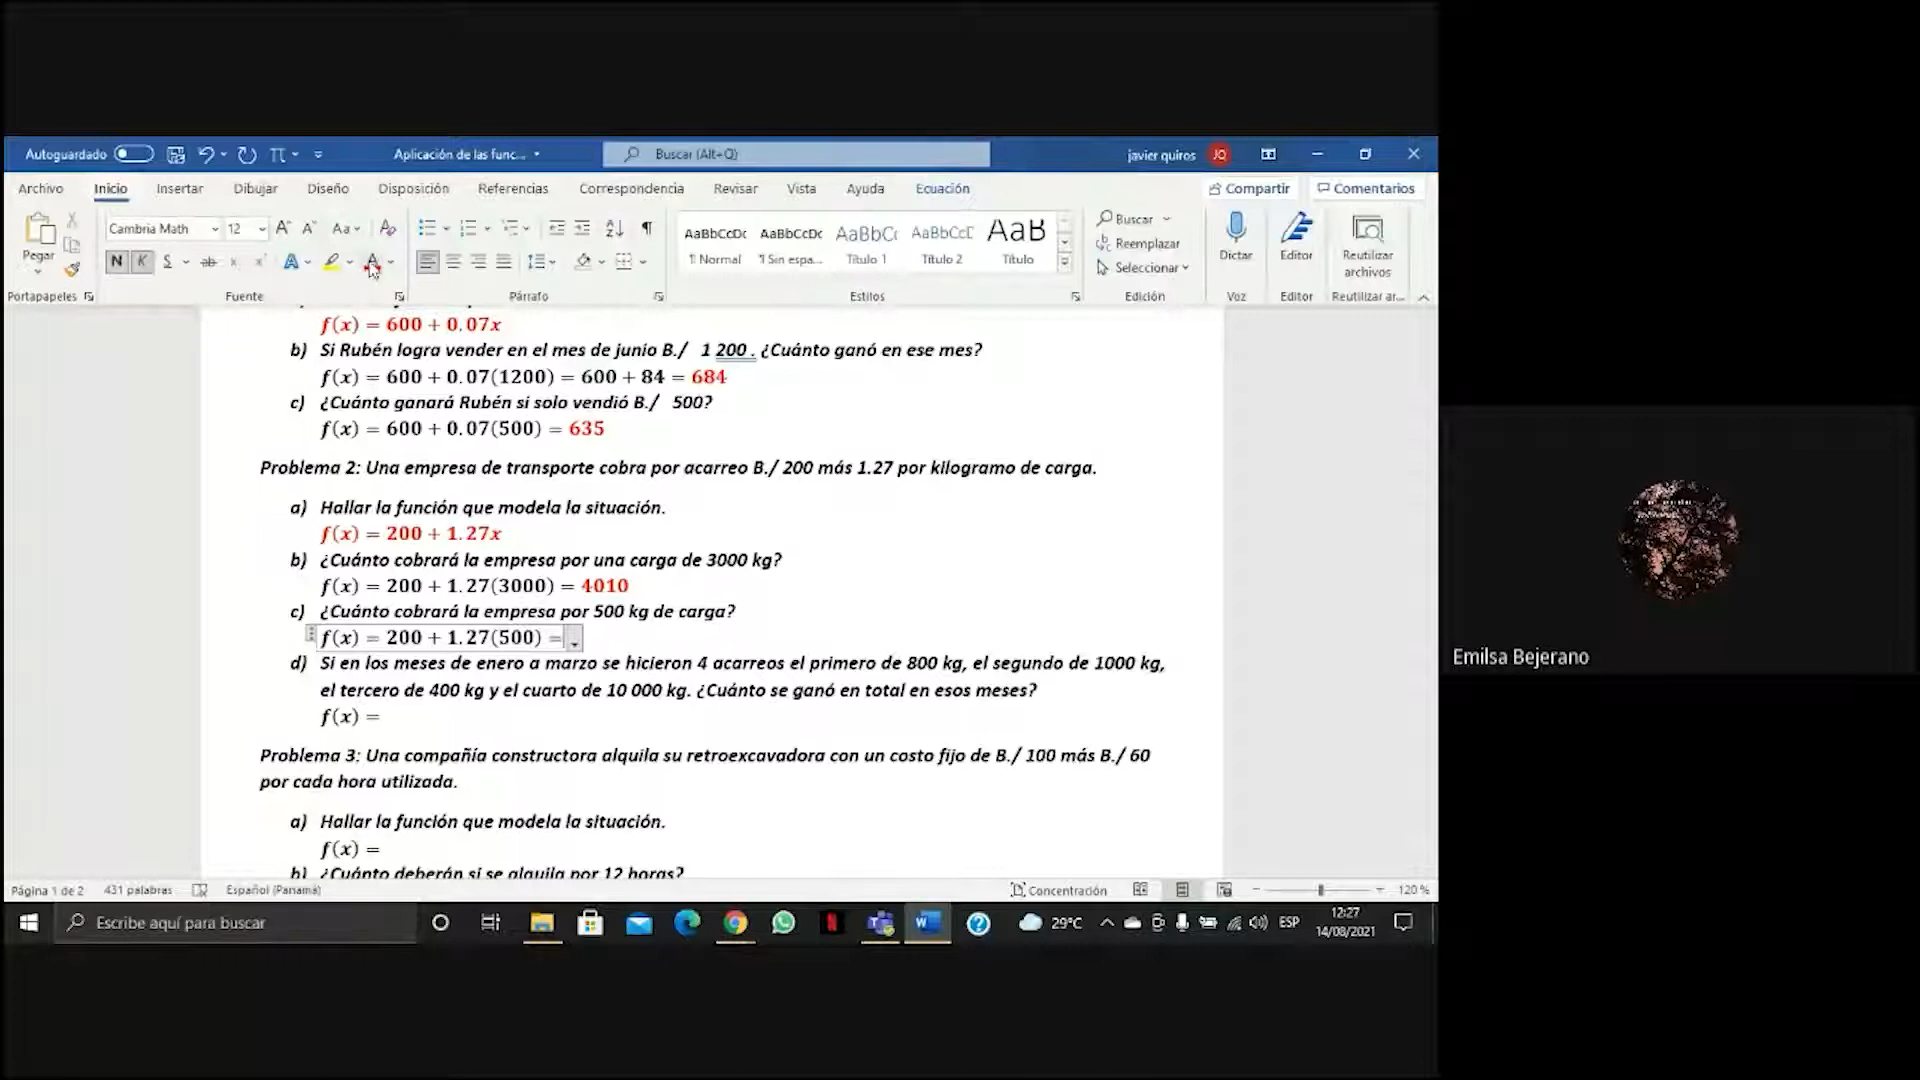 Autoguardado
Aplicación de las func...
Buscar (Alt+Q)
javier quiros
JQ
Archivo
Inicio
Insertar
Dibujar
Diseño
Disposición
Referencias
Correspondencia
Revisar
Vista
Ayuda
Ecuación
Compartir
Comentarios
Pegar
Cambria Math
12
AaBbCcDc
¶ Normal
AaBbCcDc
¶ Sin espa...
AaBbCc
Título 1
AaBbCcD
Título 2
AaB
Título
Buscar
Reemplazar
Seleccionar
Dictar
Editor
Reutilizar
archivos
Portapapeles
Fuente
Párrafo
Estilos
Edición
Voz
Editor
Reutilizar ar...
f(x) = 600 + 0.07x
b) Si Rubén logra vender en el mes de junio B./ 1 200 . ¿Cuánto ganó en ese mes?
f(x) = 600 + 0.07(1200) = 600 + 84 = 684
c) ¿Cuánto ganará Rubén si solo vendió B./ 500?
f(x) = 600 + 0.07(500) = 635
Problema 2: Una empresa de transporte cobra por acarreo B./ 200 más 1.27 por kilogramo de carga.
a) Hallar la función que modela la situación.
f(x) = 200 + 1.27x
b) ¿Cuánto cobrará la empresa por una carga de 3000 kg?
f(x) = 200 + 1.27(3000) = 4010
c) ¿Cuánto cobrará la empresa por 500 kg de carga?
f(x) = 200 + 1.27(500) =
d) Si en los meses de enero a marzo se hicieron 4 acarreos el primero de 800 kg, el segundo de 1000 kg,
el tercero de 400 kg y el cuarto de 10 000 kg. ¿Cuánto se ganó en total en esos meses?
f(x) =
Problema 3: Una compañía constructora alquila su retroexcavadora con un costo fijo de B./ 100 más B./ 60
por cada hora utilizada.
a) Hallar la función que modela la situación.
f(x) =
b) ¿Cuánto deberán si se alquila por 12 horas?
Emilsa Bejerano
Página 1 de 2
431 palabras
Español (Panamá)
Concentración
120 %
Escribe aquí para buscar
29°C
ESP
12:27
14/08/2021